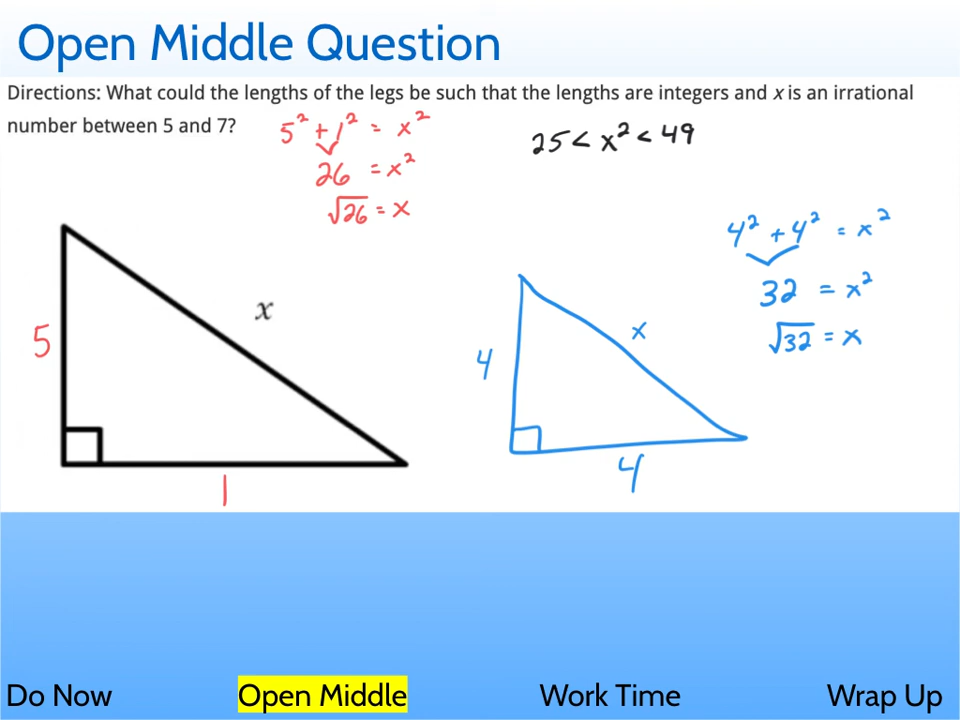 Open Middle Question
Directions: What could the lengths of the legs be such that the lengths are integers and x is an irrational
number between 5 and 7?
5² + 1² = x²
26 = x²
√26 = x
25 < x² < 49
x
5
1
4² + 4² = x²
32 = x²
√32 = x
x
4
4
Do Now Open Middle Work Time Wrap Up